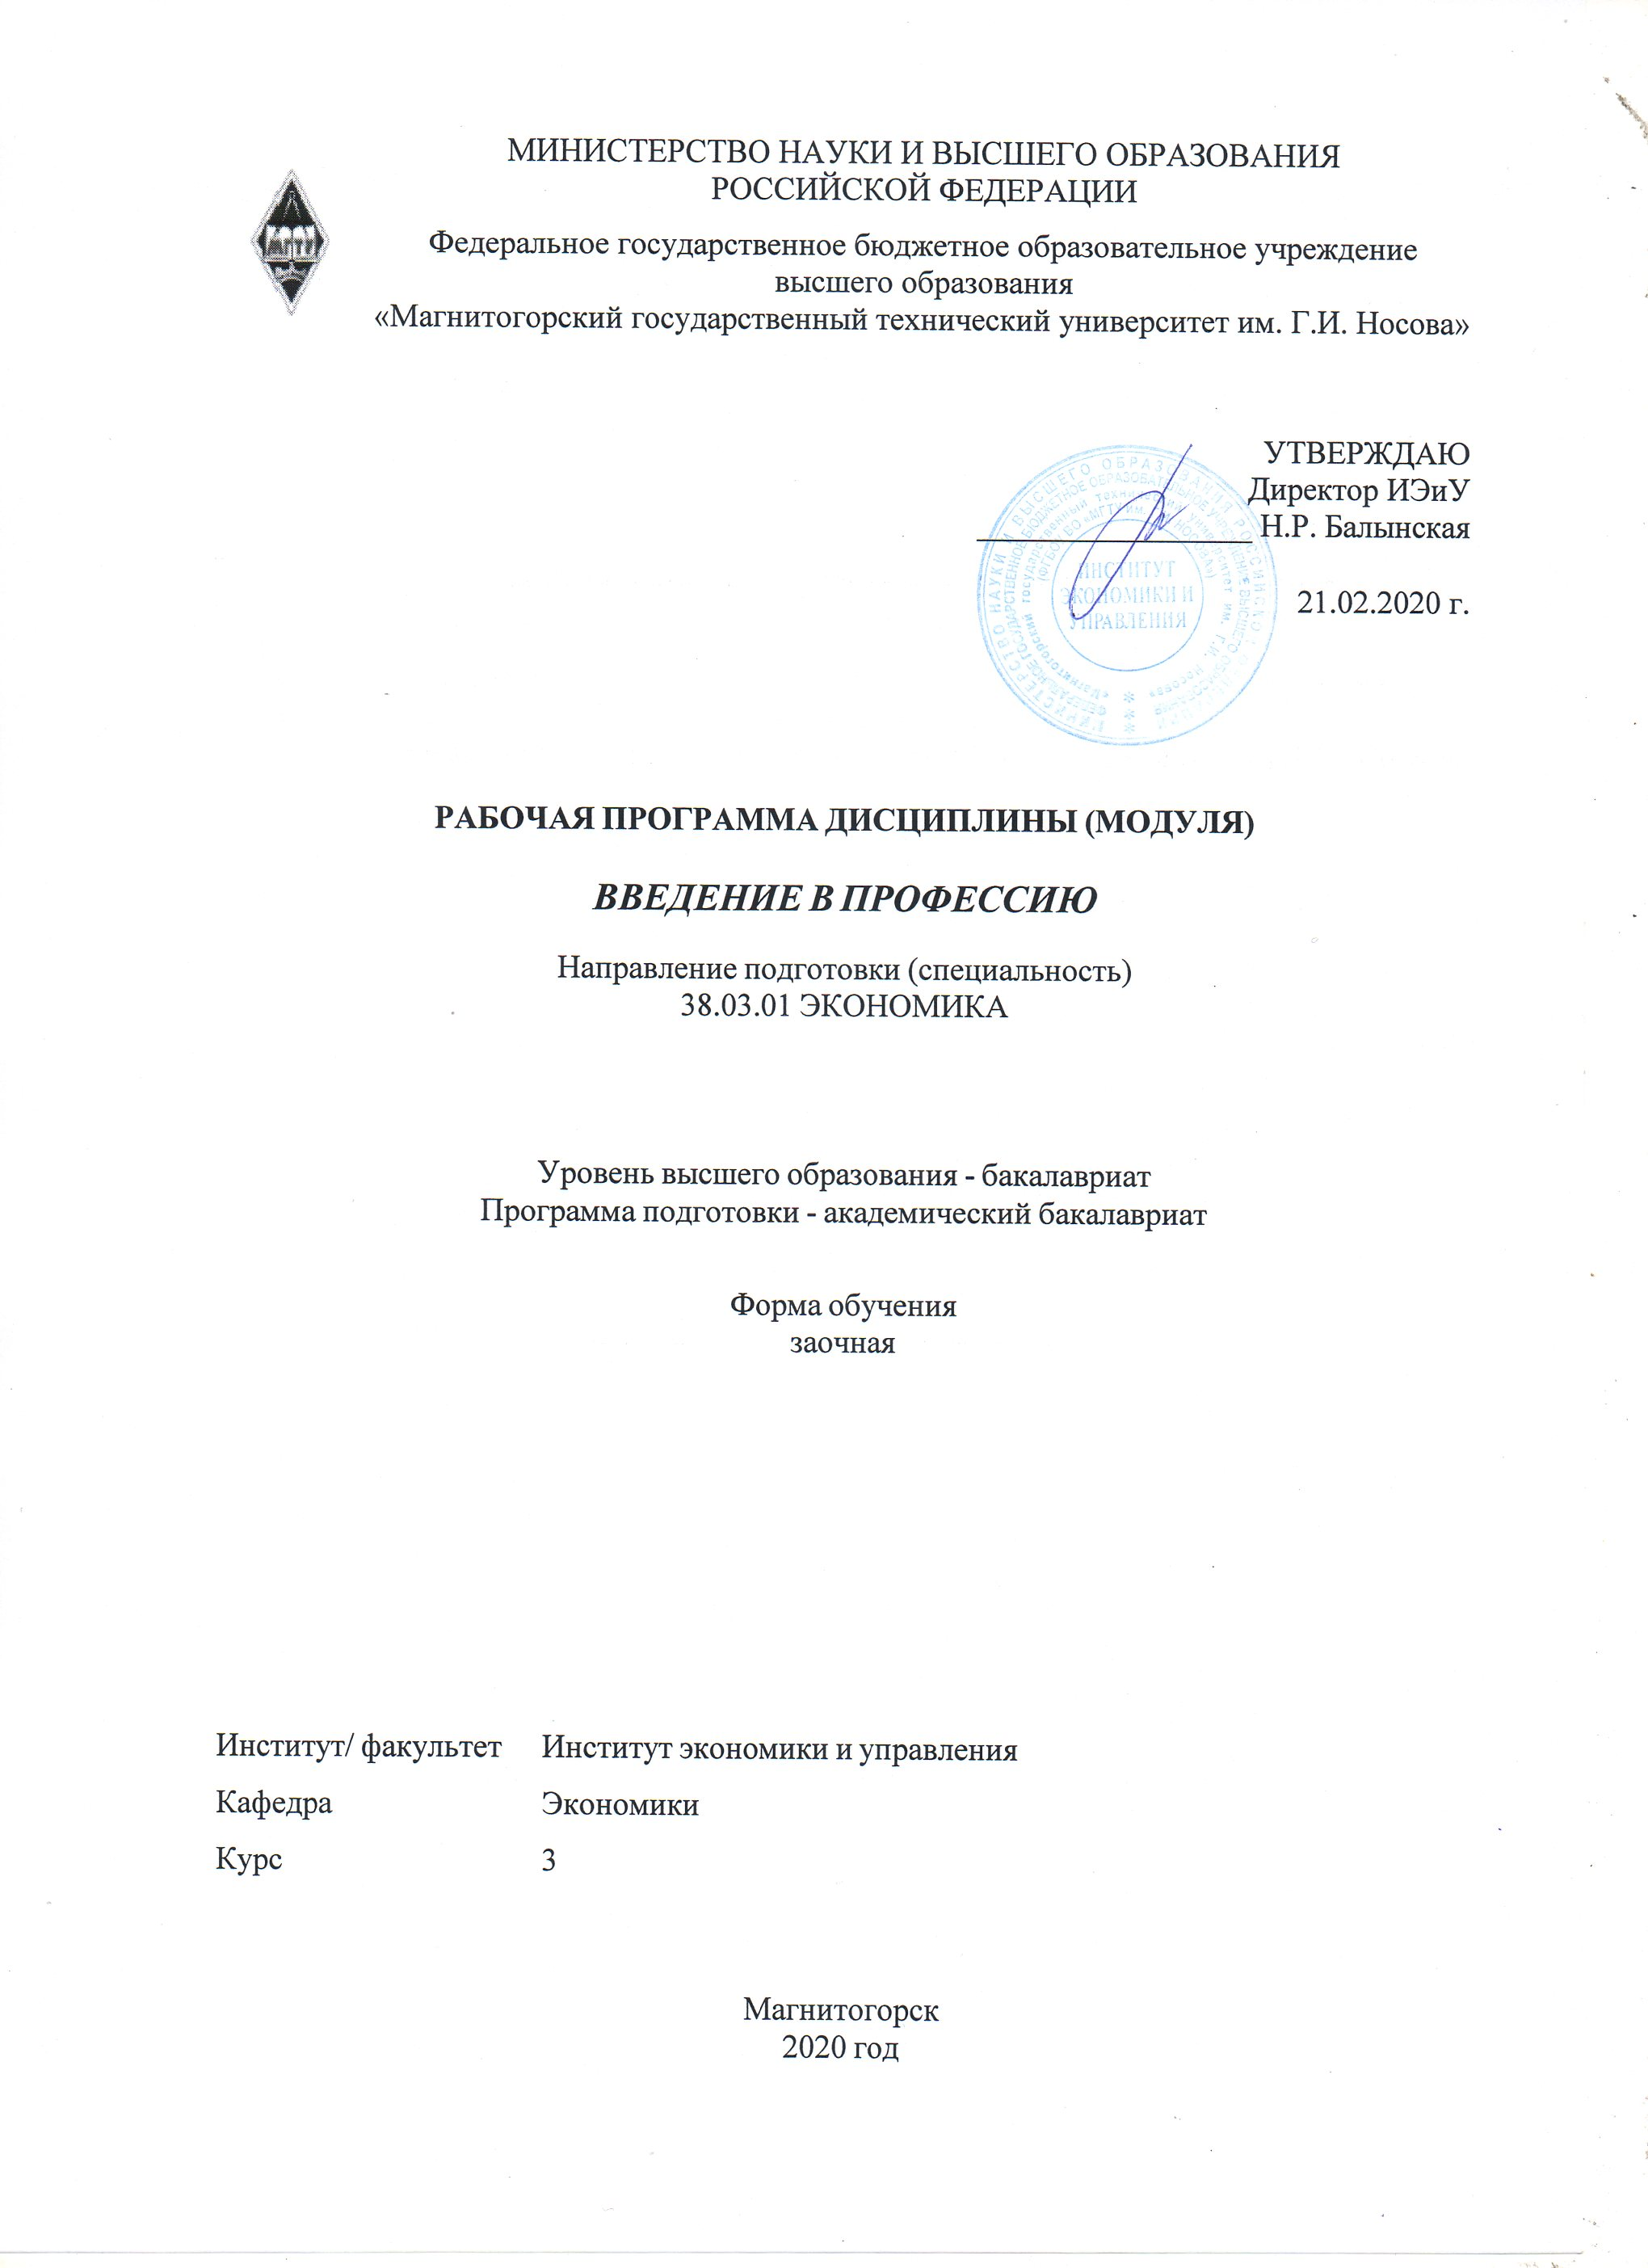 МИНИСТЕРСТВО НАУКИ И ВЫСШЕГО ОБРАЗОВАНИЯ
РОССИЙСКОЙ ФЕДЕРАЦИИ
МГТУ
Федеральное государственное бюджетное образовательное учреждение
высшего образования
«Магнитогорский государственный технический университет им. Г.И. Носова»
УТВЕРЖДАЮ
Директор ИЭиУ
Н.Р. Балынская
21.02.2020 г.
ИНСТИТУТ
ЭКОНОМИКИ И
УПРАВЛЕНИЯ
РАБОЧАЯ ПРОГРАММА ДИСЦИПЛИНЫ (МОДУЛЯ)
ВВЕДЕНИЕ В ПРОФЕССИЮ
Направление подготовки (специальность)
38.03.01 ЭКОНОМИКА
Уровень высшего образования - бакалавриат
Программа подготовки - академический бакалавриат
Форма обучения
заочная
Институт/ факультет Институт экономики и управления
Кафедра Экономики
Курс 3
Магнитогорск
2020 год